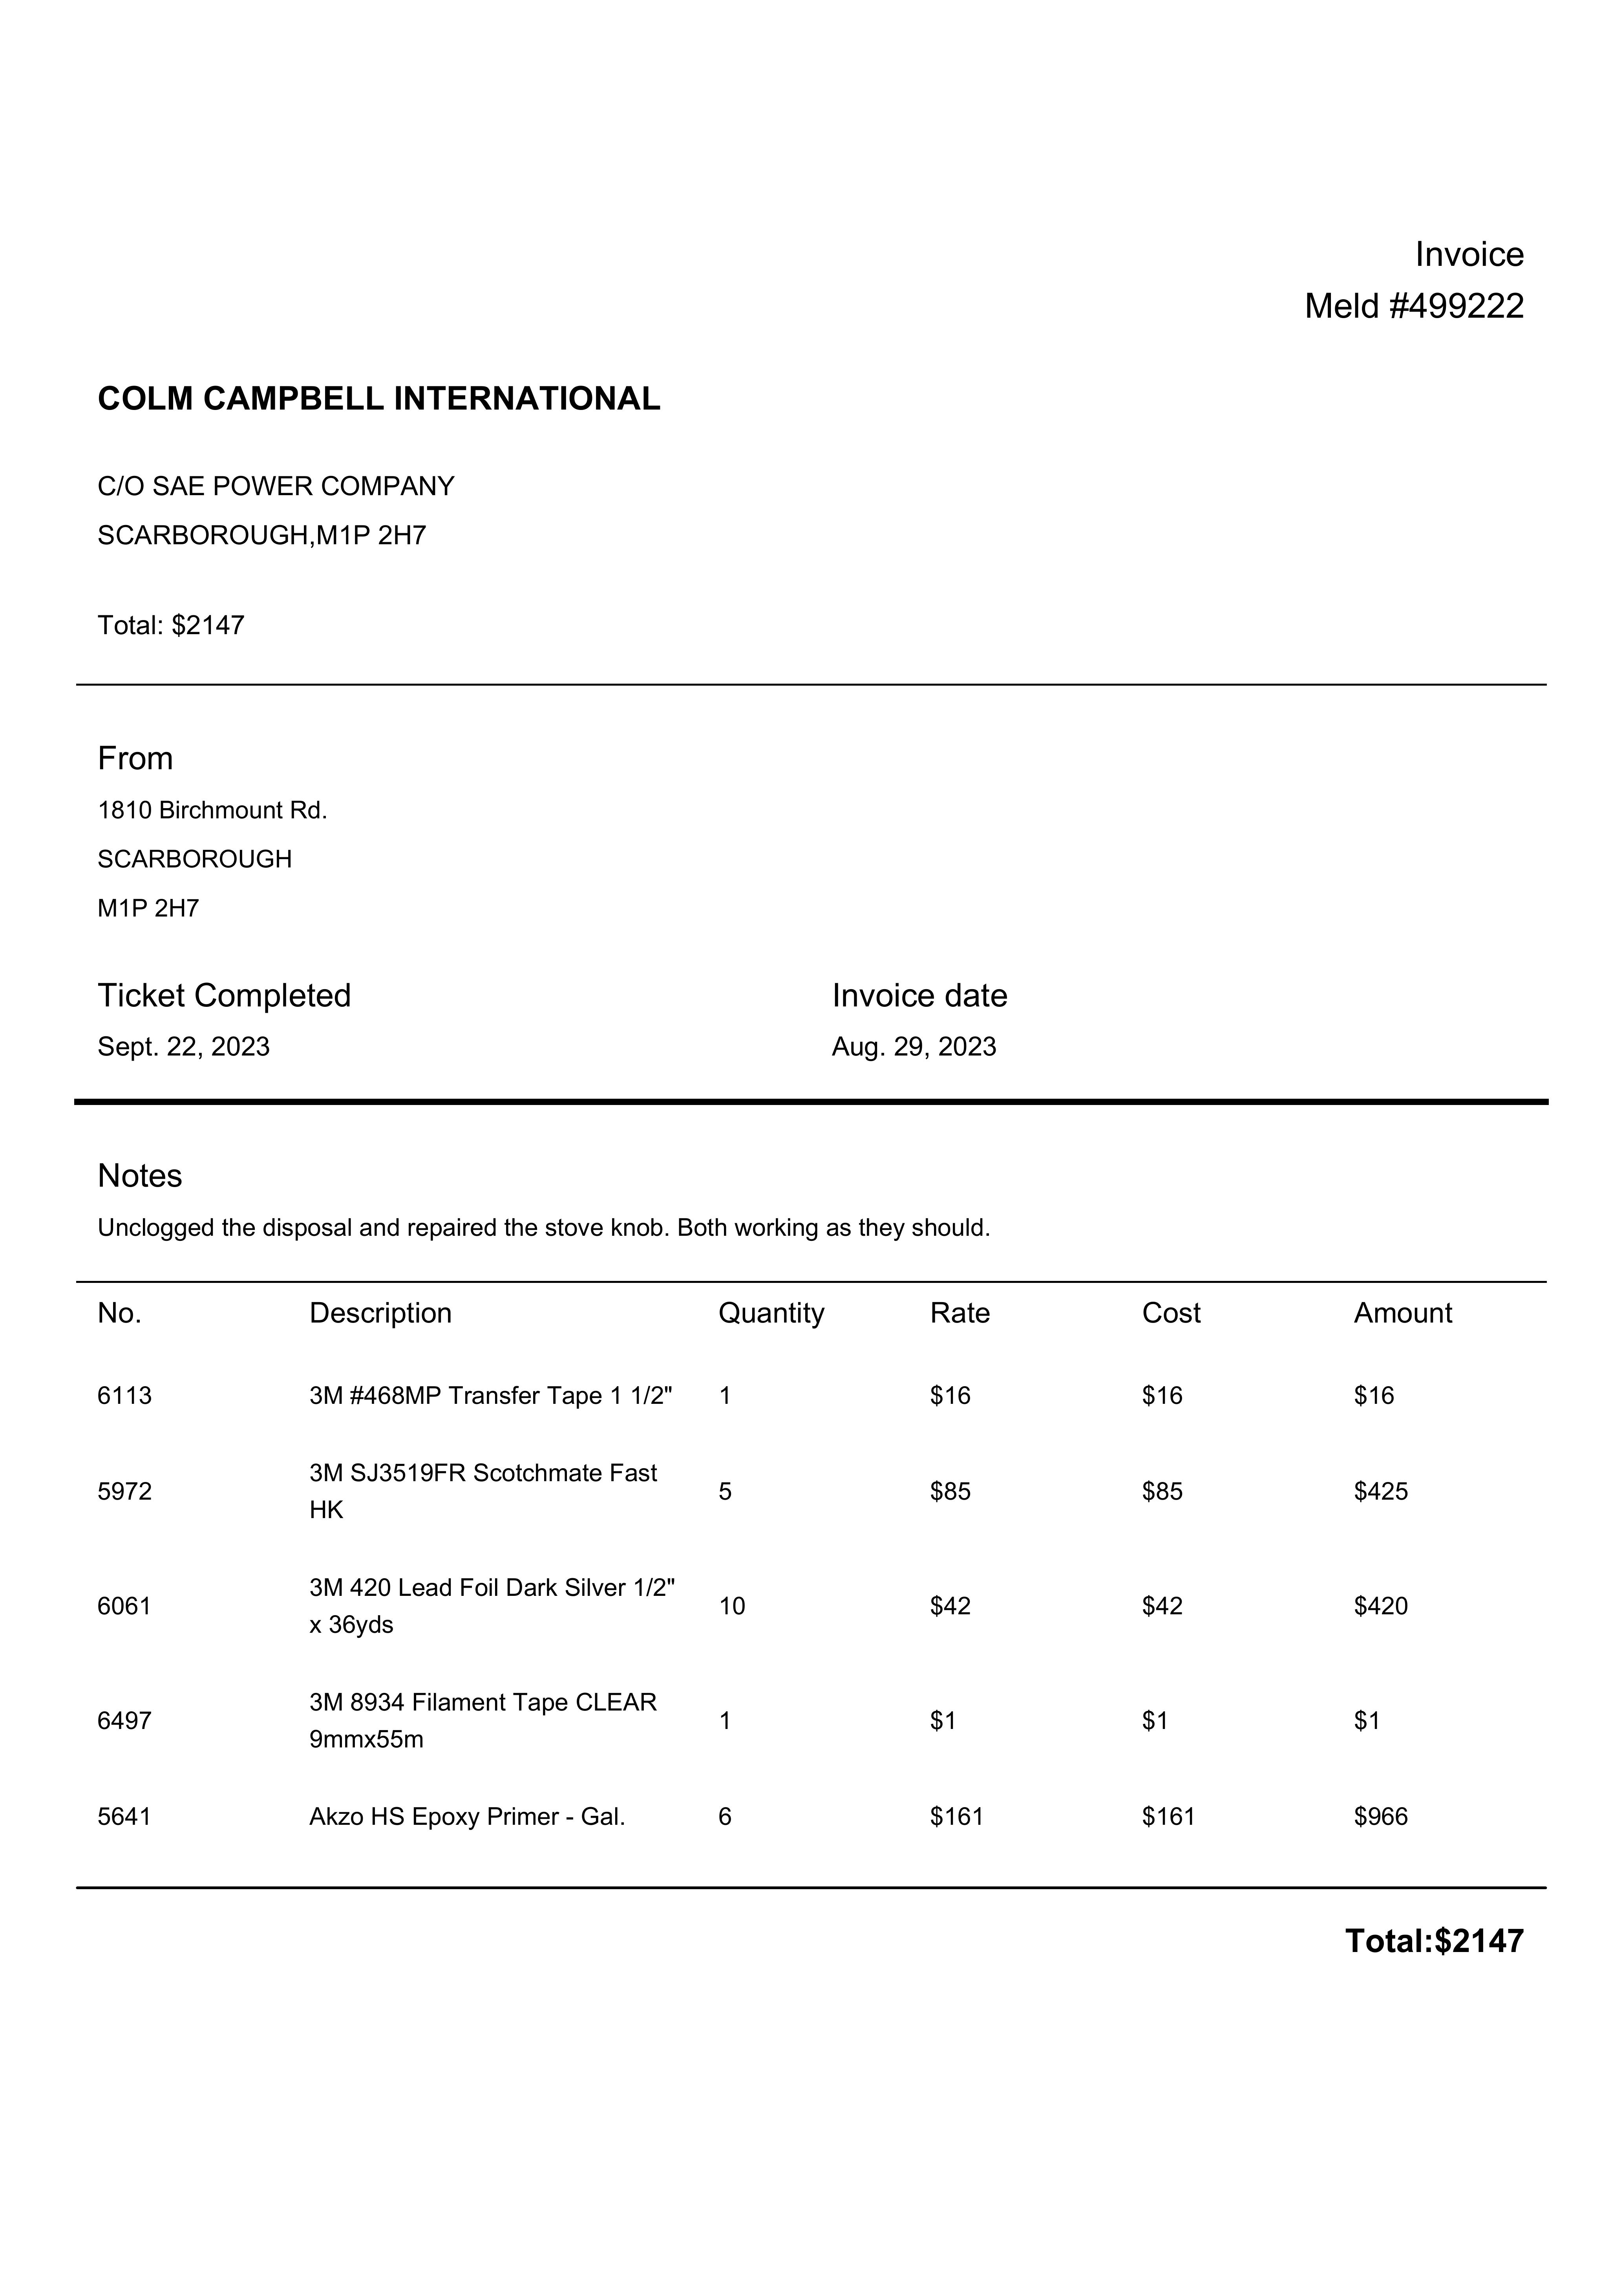 Invoice
Meld #499222
COLM CAMPBELL INTERNATIONAL
C/O SAE POWER COMPANY
SCARBOROUGH,M1P 2H7
Total: $2147
From
1810 Birchmount Rd.
SCARBOROUGH
M1P 2H7
Ticket Completed Invoice date
Sept. 22, 2023 Aug. 29, 2023
Notes
Unclogged the disposal and repaired the stove knob. Both working as they should.
No. Description Quantity Rate Cost Amount
6113 3M #468MP Transfer Tape 1 1/2" 1 $16 $16 $16
3M SJ3519FR Scotchmate Fast
5972 5 $85 $85 $425
HK
3M 420 Lead Foil Dark Silver 1/2"
6061 10 $42 $42 $420
x 36yds
3M 8934 Filament Tape CLEAR
6497 1 $1 $1 $1
9mmx55m
5641 Akzo HS Epoxy Primer - Gal. 6 $161 $161 $966
Total:$2147